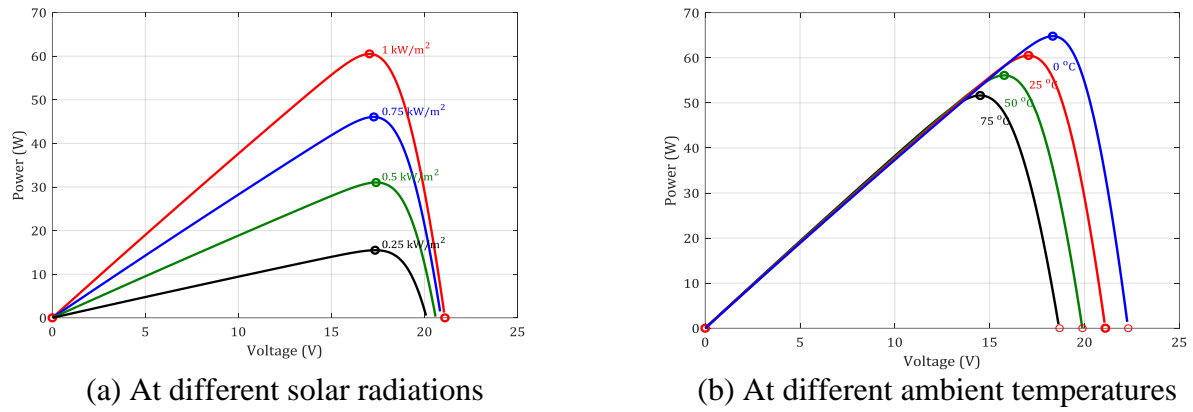 70
60
50
40
30
20
10
0
0
5
10
15
20
25
Power (W)
Voltage (V)
1 kW/m²
0.75 kW/m²
0.5 kW/m²
0.25 kW/m²
(a) At different solar radiations
70
60
50
40
30
20
10
0
0
5
10
15
20
25
Power (W)
Voltage (V)
0 °C
25 °C
50 °C
75 °C
(b) At different ambient temperatures